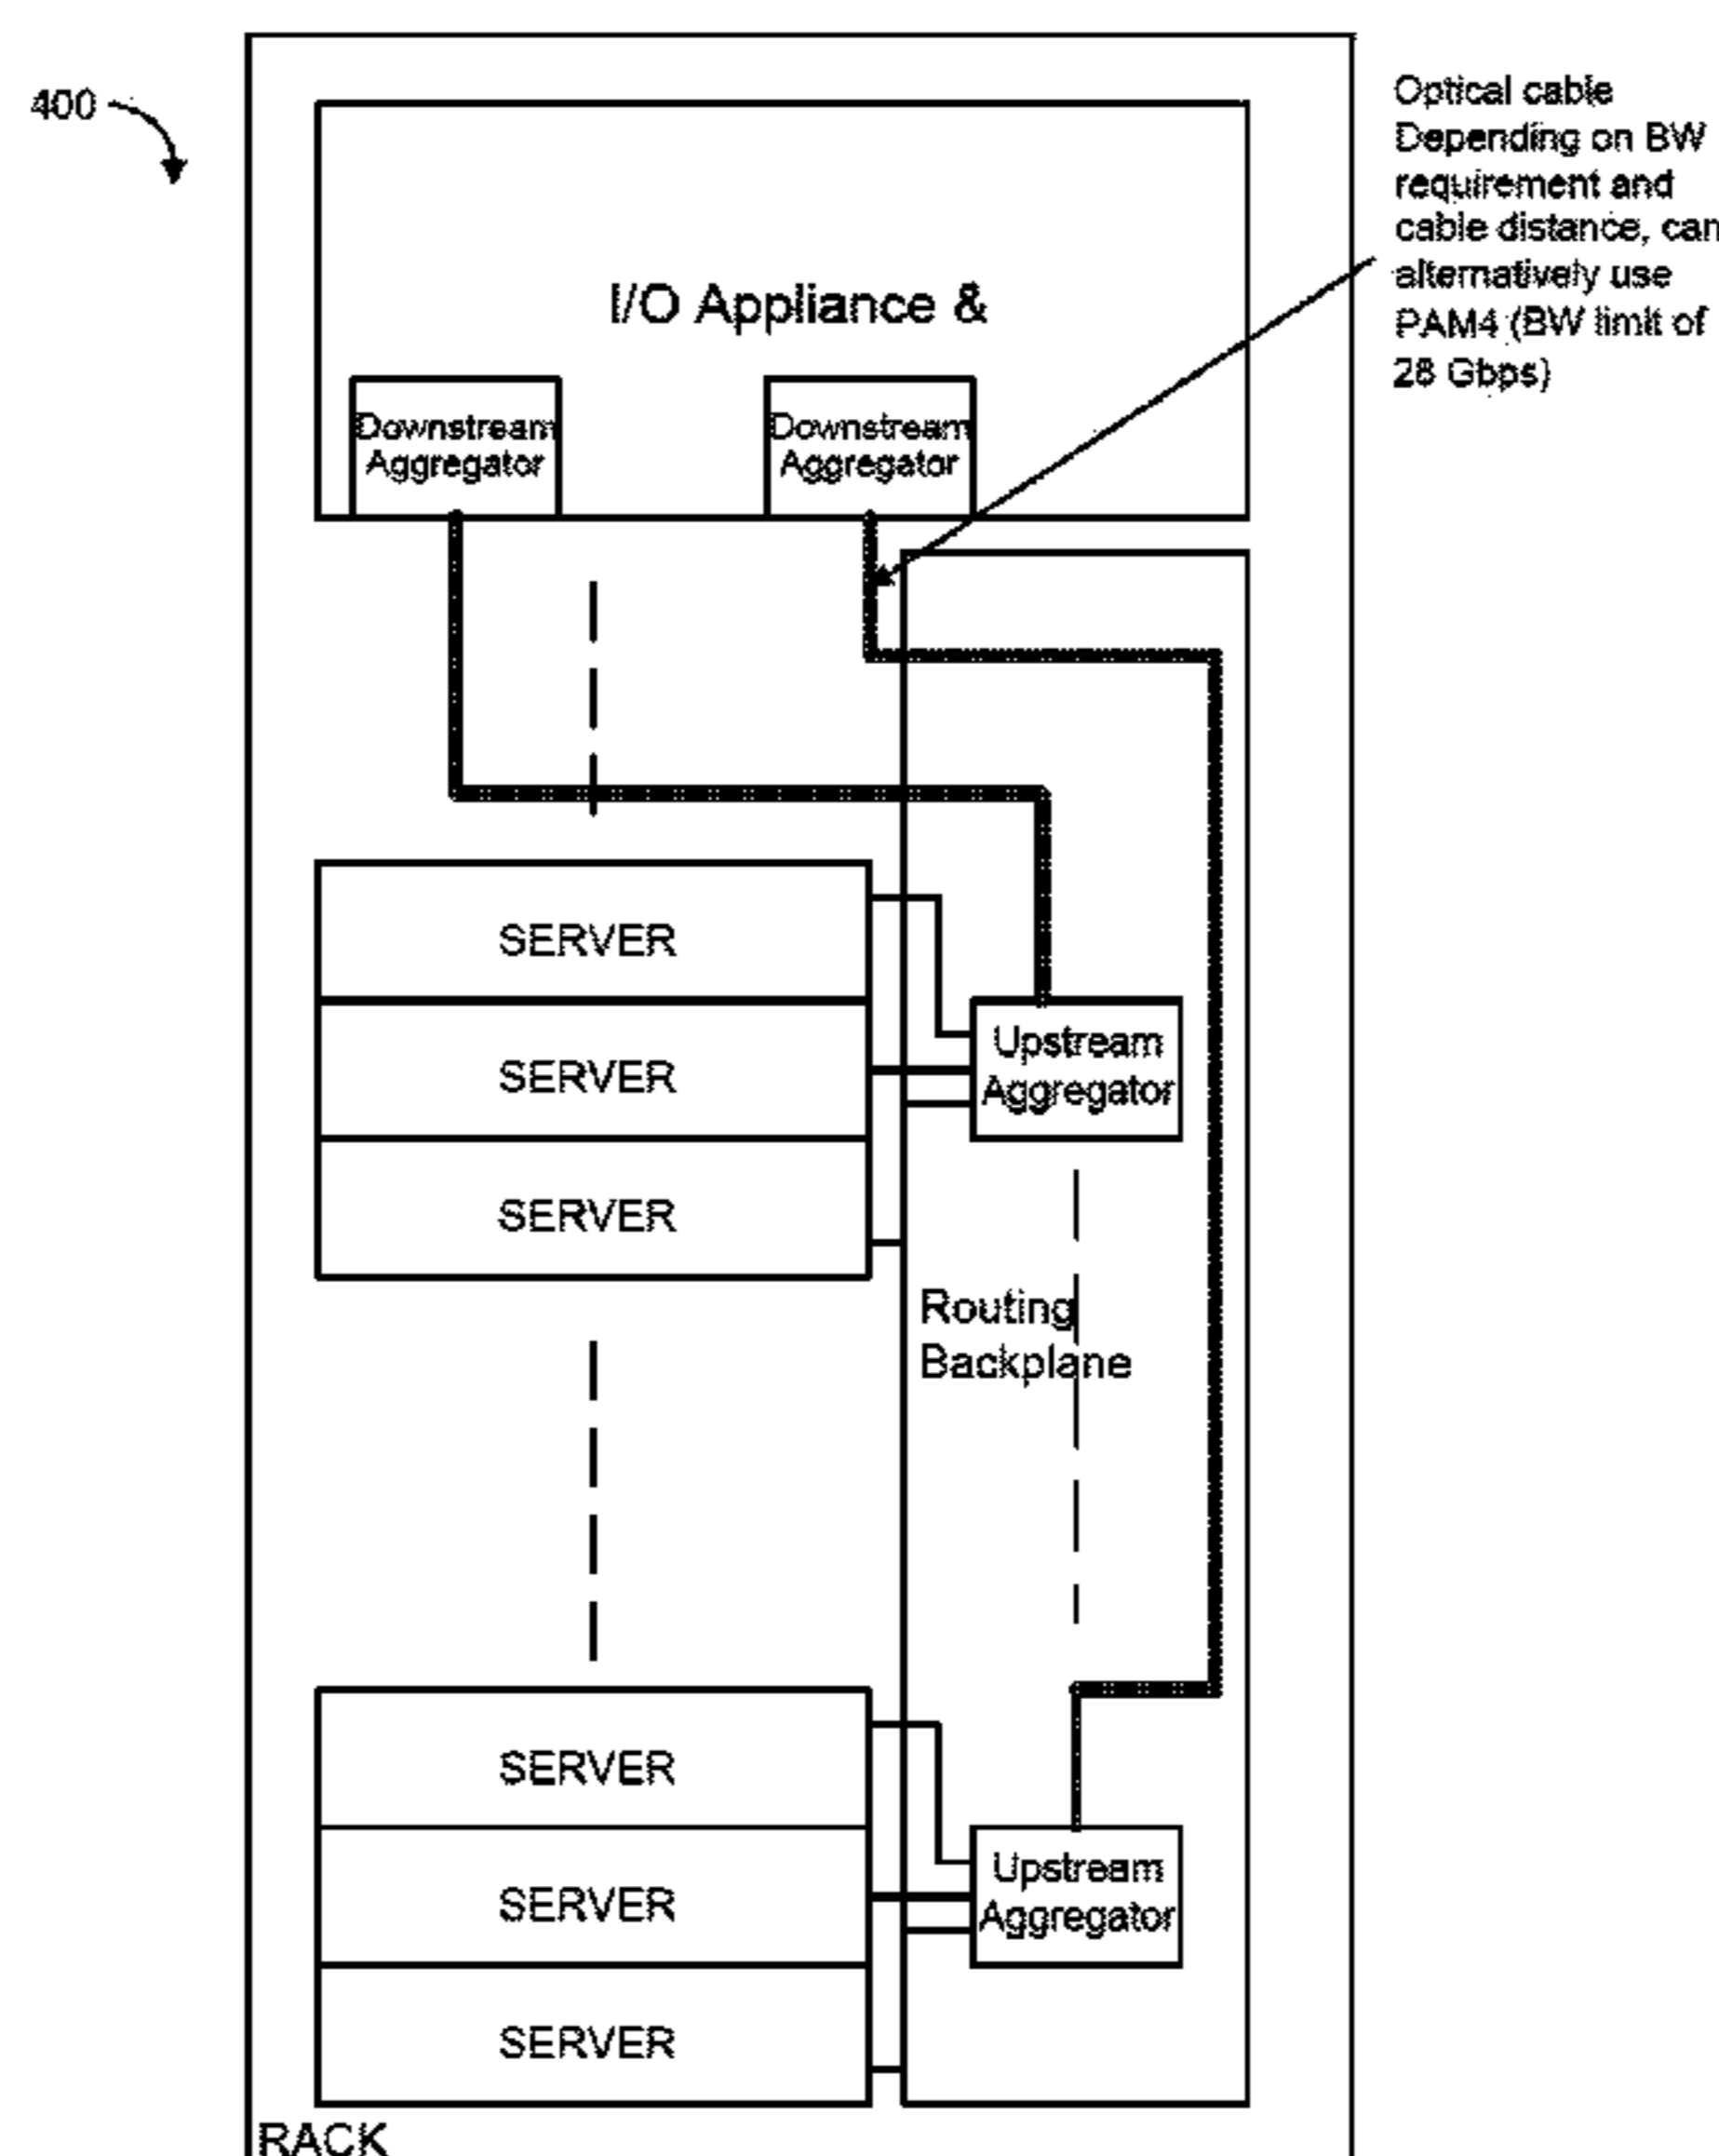 400
Optical cable
Depending on BW
requirement and
cable distance, can
alternatively use
PAM4 (BW limit of
28 Gbps)
I/O Appliance &
Downstream
Aggregator
Downstream
Aggregator
SERVER
SERVER
SERVER
Upstream
Aggregator
Routing
Backplane
SERVER
SERVER
SERVER
Upstream
Aggregator
RACK